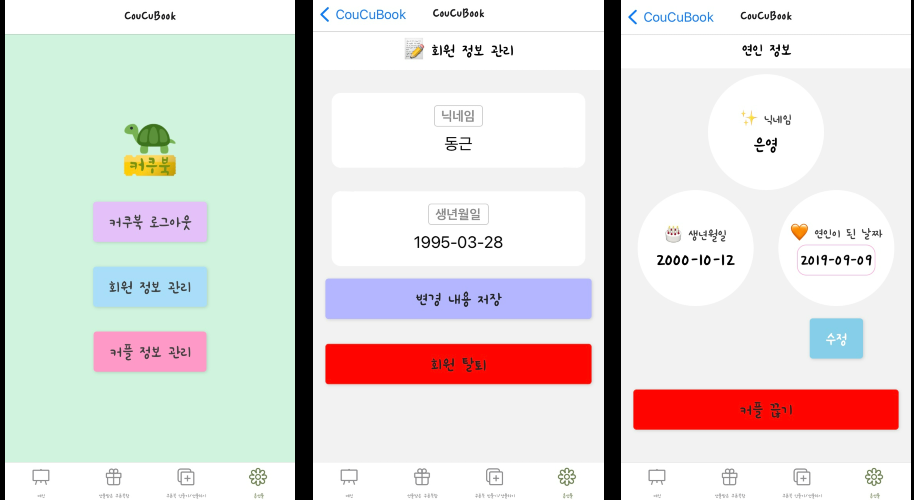 CouCuBook
커쿠북
커쿠북 로그아웃
회원 정보 관리
커플 정보 관리
CouCuBook
CouCuBook
회원 정보 관리
닉네임
동근
생년월일
1995-03-28
변경 내용 저장
회원 탈퇴
CouCuBook
CouCuBook
연인 정보
닉네임
은영
생년월일
2000-10-12
연인이 된 날짜
2019-09-09
수정
커플 끊기